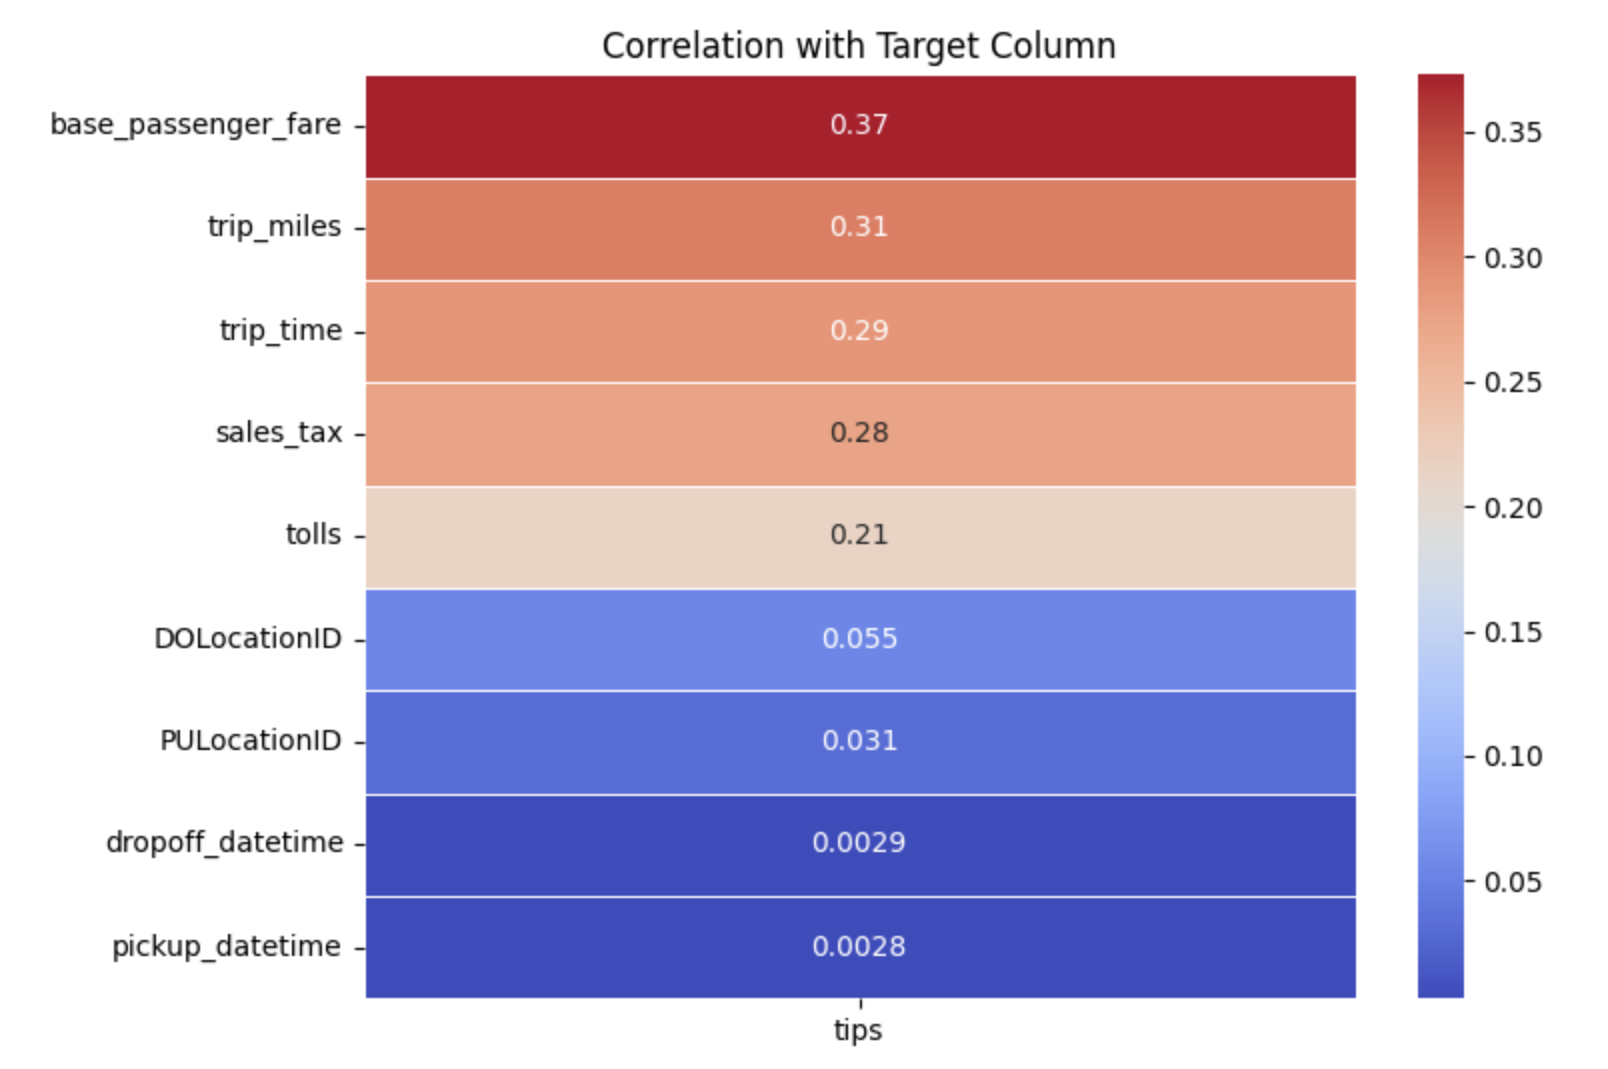 Correlation with Target Column
base_passenger_fare 0.37
trip_miles 0.31
trip_time 0.29
sales_tax 0.28
tolls 0.21
DOLocationID 0.055
PULocationID 0.031
dropoff_datetime 0.0029
pickup_datetime 0.0028
tips
0.35
0.30
0.25
0.20
0.15
0.10
0.05